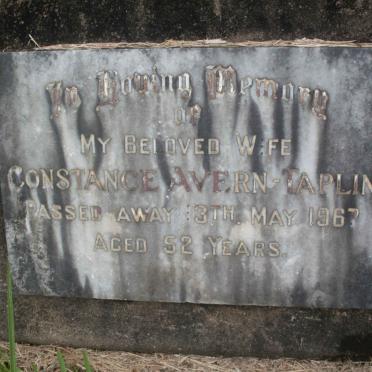 In Loving Memory
of
My Beloved Wife
Constance Avern-Taplin
Passed away 13th May 1967
Aged 52 Years.